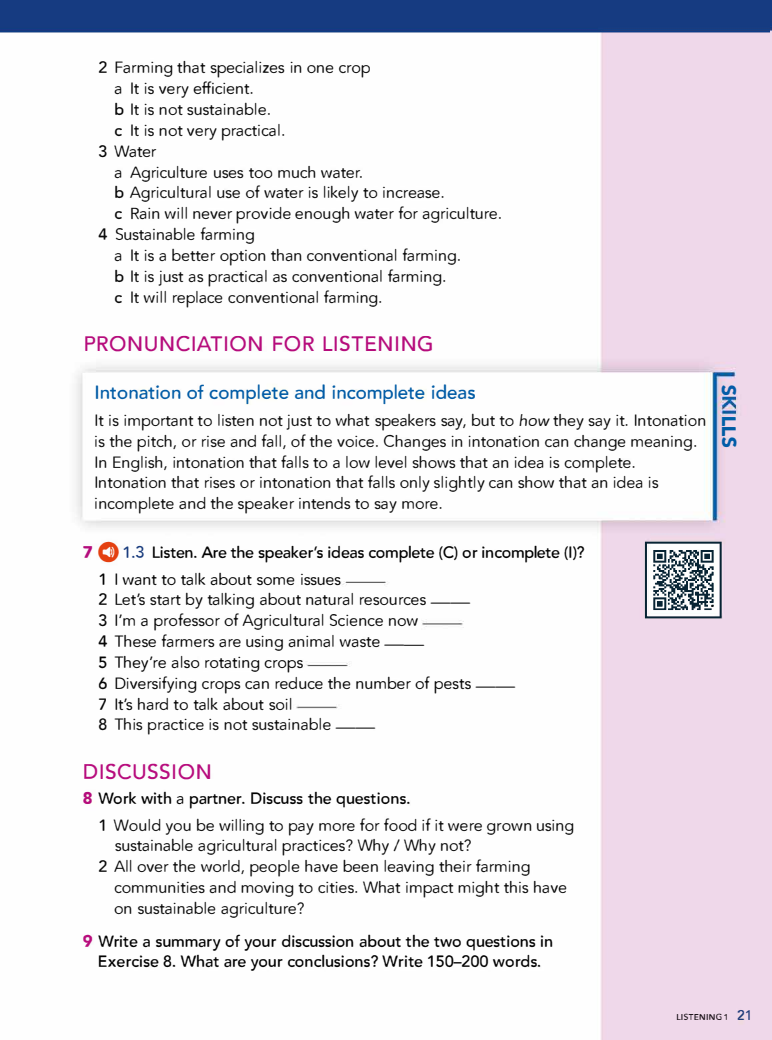 2 Farming that specializes in one crop
a It is very efficient.
b It is not sustainable.
c It is not very practical.
3 Water
a Agriculture uses too much water.
b Agricultural use of water is likely to increase.
c Rain will never provide enough water for agriculture.
4 Sustainable farming
a It is a better option than conventional farming.
b It is just as practical as conventional farming.
c It will replace conventional farming.
PRONUNCIATION FOR LISTENING
Intonation of complete and incomplete ideas
It is important to listen not just to what speakers say, but to how they say it. Intonation
is the pitch, or rise and fall, of the voice. Changes in intonation can change meaning.
In English, intonation that falls to a low level shows that an idea is complete.
Intonation that rises or intonation that falls only slightly can show that an idea is
incomplete and the speaker intends to say more.
SKILLS
7 1.3 Listen. Are the speaker's ideas complete (C) or incomplete (I)?
1 I want to talk about some issues ____
2 Let's start by talking about natural resources ____
3 I'm a professor of Agricultural Science now ____
4 These farmers are using animal waste ____
5 They're also rotating crops ____
6 Diversifying crops can reduce the number of pests ____
7 It's hard to talk about soil ____
8 This practice is not sustainable ____
DISCUSSION
8 Work with a partner. Discuss the questions.
1 Would you be willing to pay more for food if it were grown using
sustainable agricultural practices? Why / Why not?
2 All over the world, people have been leaving their farming
communities and moving to cities. What impact might this have
on sustainable agriculture?
9 Write a summary of your discussion about the two questions in
Exercise 8. What are your conclusions? Write 150–200 words.
LISTENING 1 21